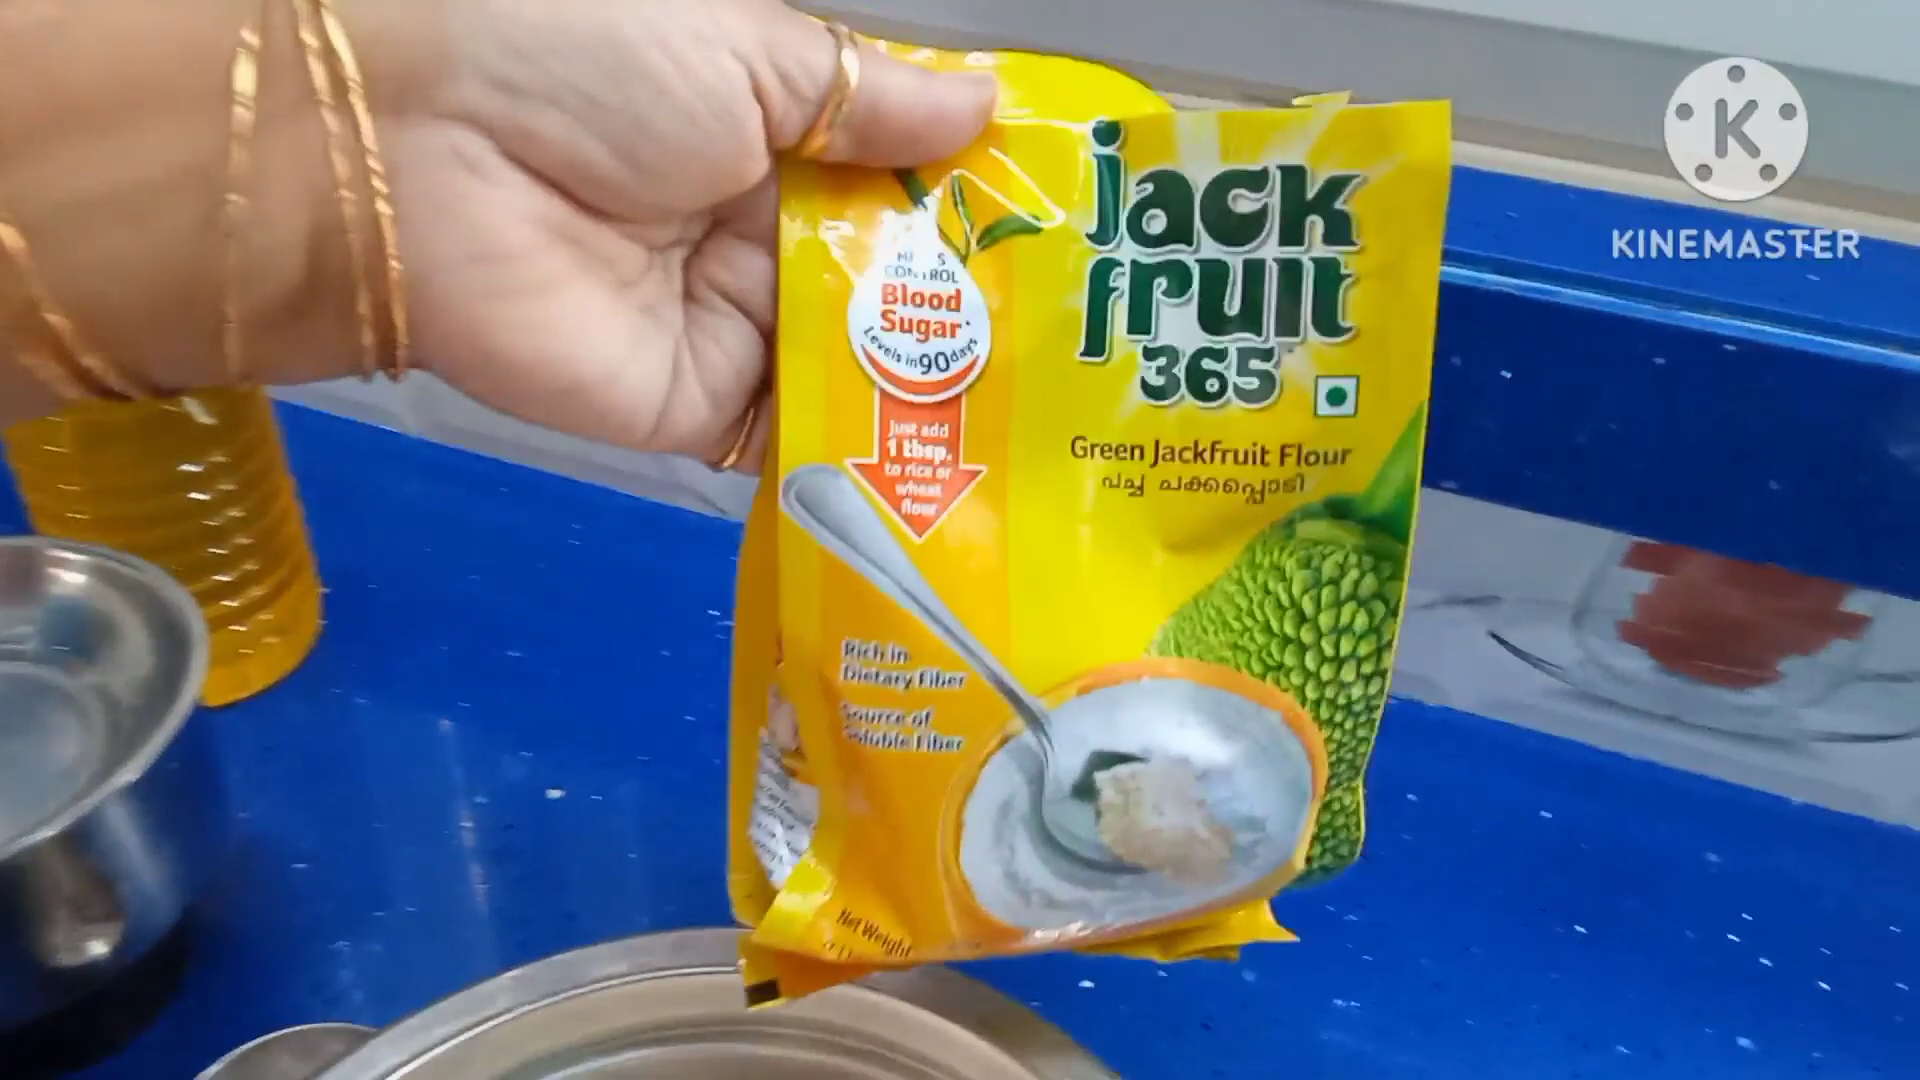 jack
fruit
365
Green Jackfruit Flour
പച്ച ചക്കപ്പൊടി
CONTROL
Blood
Sugar*
Levels in 90 days
Just add
1 tbsp.
to rice or
wheat
flour
Rich in
Dietary Fiber
Source of
Soluble Fiber
Net Weight
K
KINEMASTER